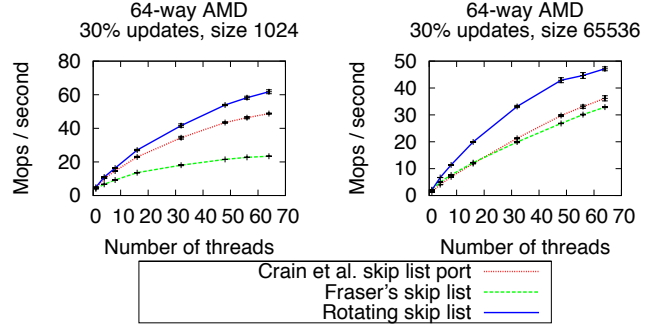 64-way AMD
30% updates, size 1024
Mops / second
80
60
40
20
0
0 10 20 30 40 50 60 70
Number of threads
64-way AMD
30% updates, size 65536
Mops / second
50
40
30
20
10
0
0 10 20 30 40 50 60 70
Number of threads
Crain et al. skip list port
Fraser's skip list
Rotating skip list